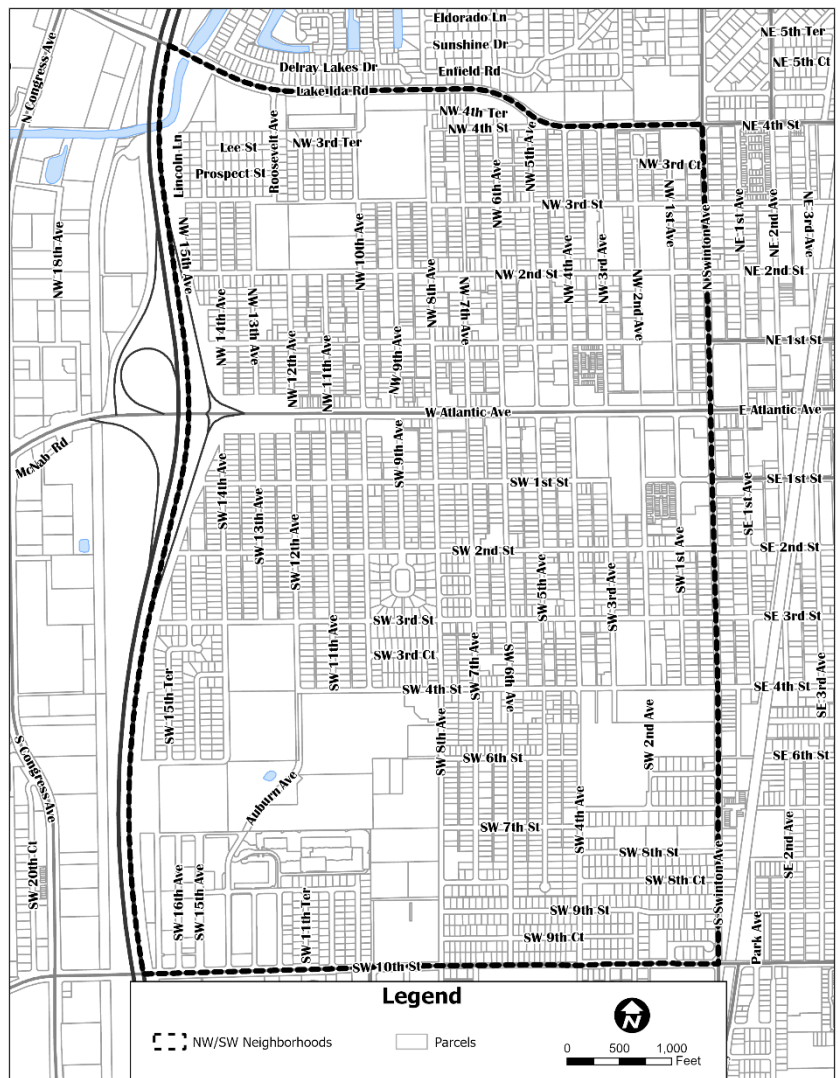 Eldorado Ln
NE 5th Ter
N Congress Ave
Sunshine Dr
NE 5th Ct
Delray Lakes Dr
Enfield Rd
Lake Ida Rd
NW 4th Ter
NW 4th St
NW 5th Ave
NE 4th St
Lincoln Ln
Lee St
Roosevelt Ave
NW 3rd Ter
NW 3rd Ct
Prospect St
NW 6th Ave
NW 1st Ave
N Swinton Ave
NE 1st Ave
NE 2nd Ave
NE 3rd Ave
NW 3rd St
NW 18th Ave
NW 15th Ave
NW 10th Ave
NW 8th Ave
NW 7th Ave
NW 2nd St
NW 4th Ave
NW 3rd Ave
NW 2nd Ave
NE 2nd St
NW 14th Ave
NW 13th Ave
NW 12th Ave
NW 11th Ave
NW 9th Ave
NE 1st St
W Atlantic Ave
E Atlantic Ave
McNab Rd
SW 9th Ave
SW 14th Ave
SW 13th Ave
SW 12th Ave
SW 1st St
SE 1st St
SE 1st Ave
SW 2nd St
SE 2nd St
SW 5th Ave
SW 3rd Ave
SW 1st Ave
SW 3rd St
SE 3rd St
SW 11th Ave
SW 3rd Ct
SW 7th Ave
SW 6th Ave
SW 15th Ter
SW 4th St
SE 4th St
SE 3rd Ave
SW 8th Ave
SW 2nd Ave
S Congress Ave
SW 6th St
SE 6th St
Auburn Ave
SW 4th Ave
SW 7th St
SE 2nd Ave
SW 20th Ct
SW 8th St
SW 8th Ct
SW 16th Ave
SW 15th Ave
SW 11th Ter
S Swinton Ave
SW 9th St
SW 9th Ct
Park Ave
SW 10th St
Legend
NW/SW Neighborhoods
Parcels
N
0 500 1,000
Feet